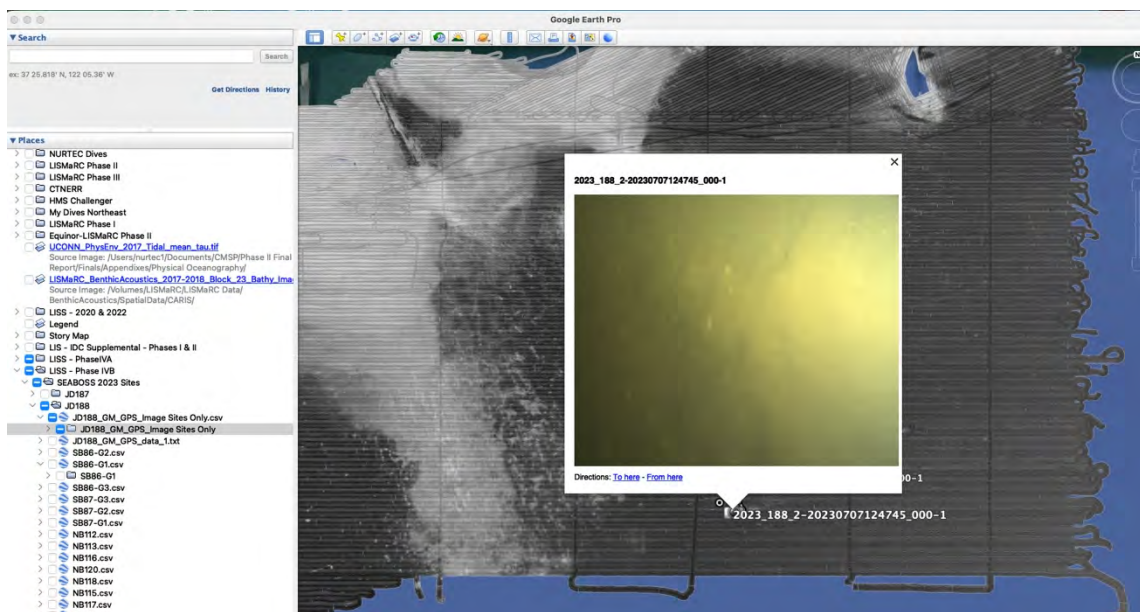 Google Earth Pro
▼ Search
Search
ex: 37 25.818' N, 122 05.36' W
Get Directions History
▼ Places
NURTEC Dives
LISMaRC Phase II
LISMaRC Phase III
CTNERR
HMS Challenger
My Dives Northeast
LISMaRC Phase I
Equinor-LISMaRC Phase II
UCONN_PhysEnv_2017_Tidal_mean_tau.tif
Source Image: /Users/nurtec1/Documents/CMSP/Phase II Final
Report/Finals/Appendixes/Physical Oceanography/
LISMaRC_BenthicAcoustics_2017-2018_Block_23_Bathy_Ima
Source Image: /Volumes/LISMaRC/LISMaRC Data/
BenthicAcoustics/SpatialData/CARIS/
LISS - 2020 & 2022
Legend
Story Map
LIS - IDC Supplemental - Phases I & II
LISS - PhaseIVA
LISS - Phase IVB
SEABOSS 2023 Sites
JD187
JD188
JD188_GM_GPS_Image Sites Only.csv
JD188_GM_GPS_Image Sites Only
JD188_GM_GPS_data_1.txt
SB86-G2.csv
SB86-G1.csv
SB86-G1
SB86-G3.csv
SB87-G3.csv
SB87-G2.csv
SB87-G1.csv
NB112.csv
NB113.csv
NB116.csv
NB120.csv
NB118.csv
NB115.csv
NB117.csv
N
2023_188_2-20230707124745_000-1
Directions: To here - From here
00-1
2023_188_2-20230707124745_000-1